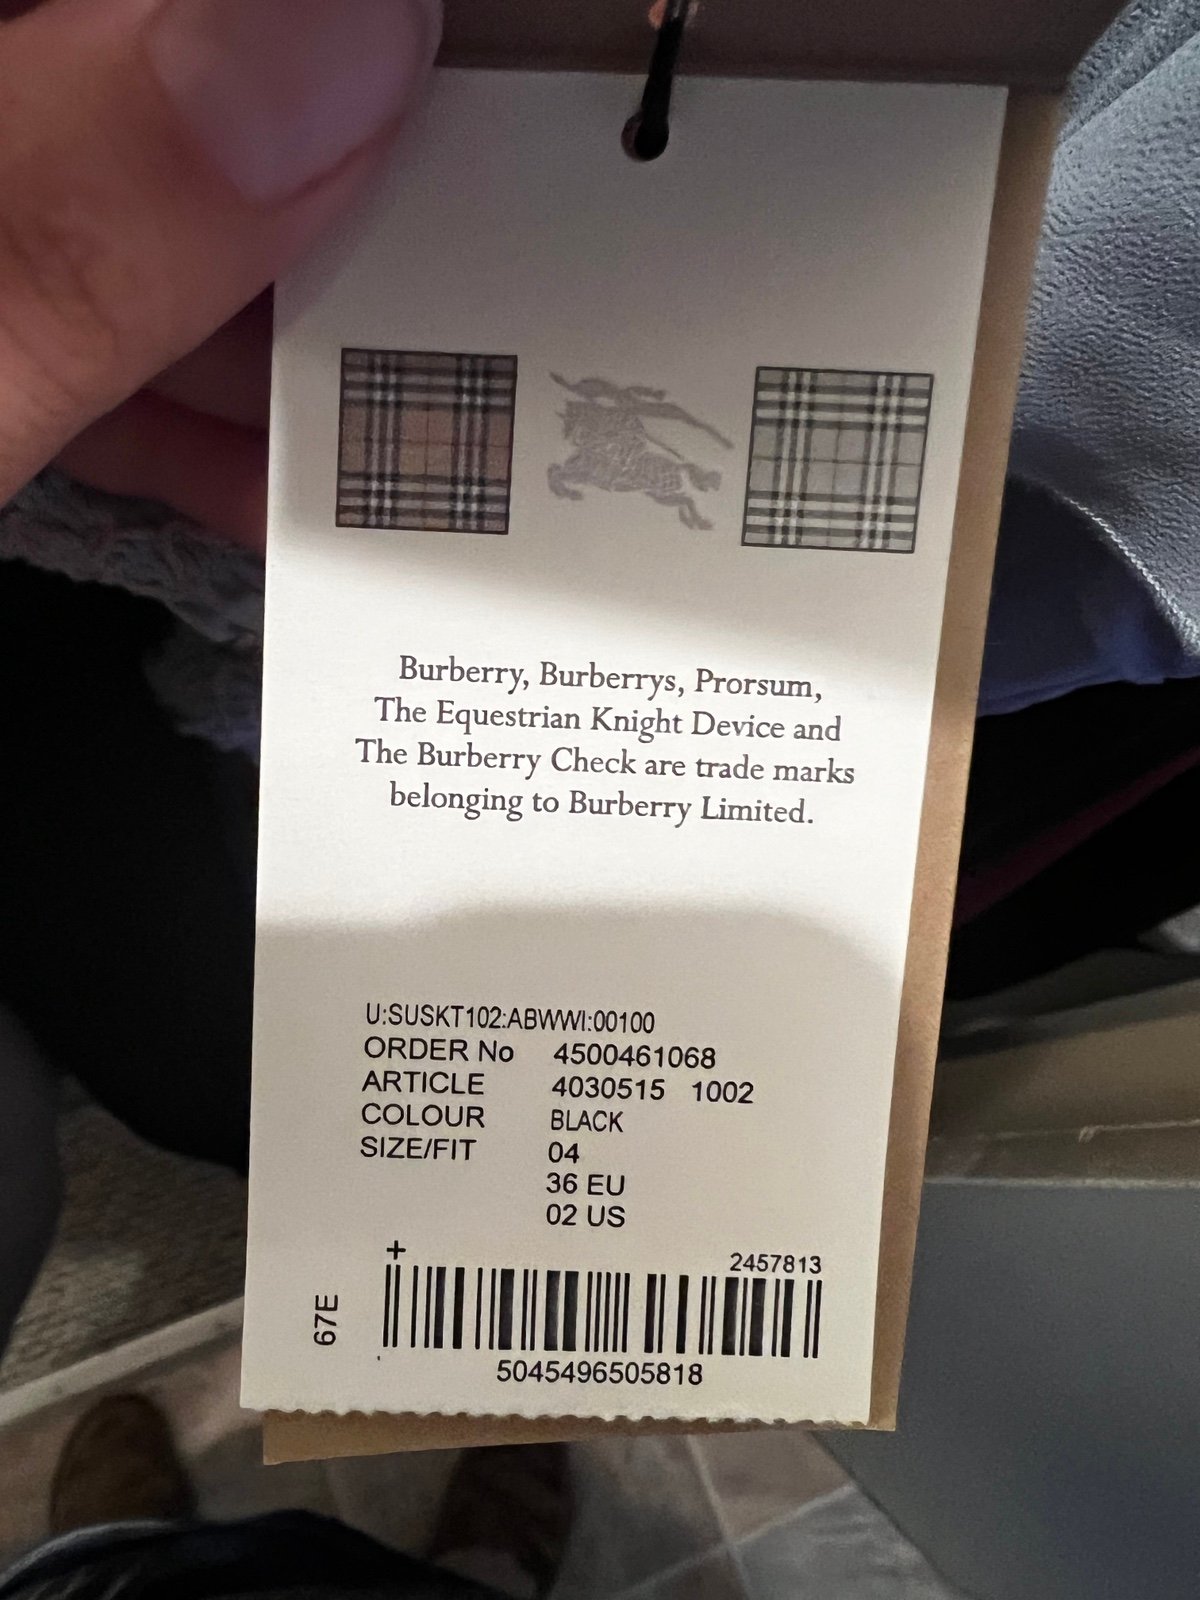 Burberry, Burberrys, Prorsum,
The Equestrian Knight Device and
The Burberry Check are trade marks
belonging to Burberry Limited.
U:SUSKT102:ABWWI:00100
ORDER No 4500461068
ARTICLE 4030515 1002
COLOUR BLACK
SIZE/FIT 04
36 EU
02 US
+ 2457813
67E
5045496505818